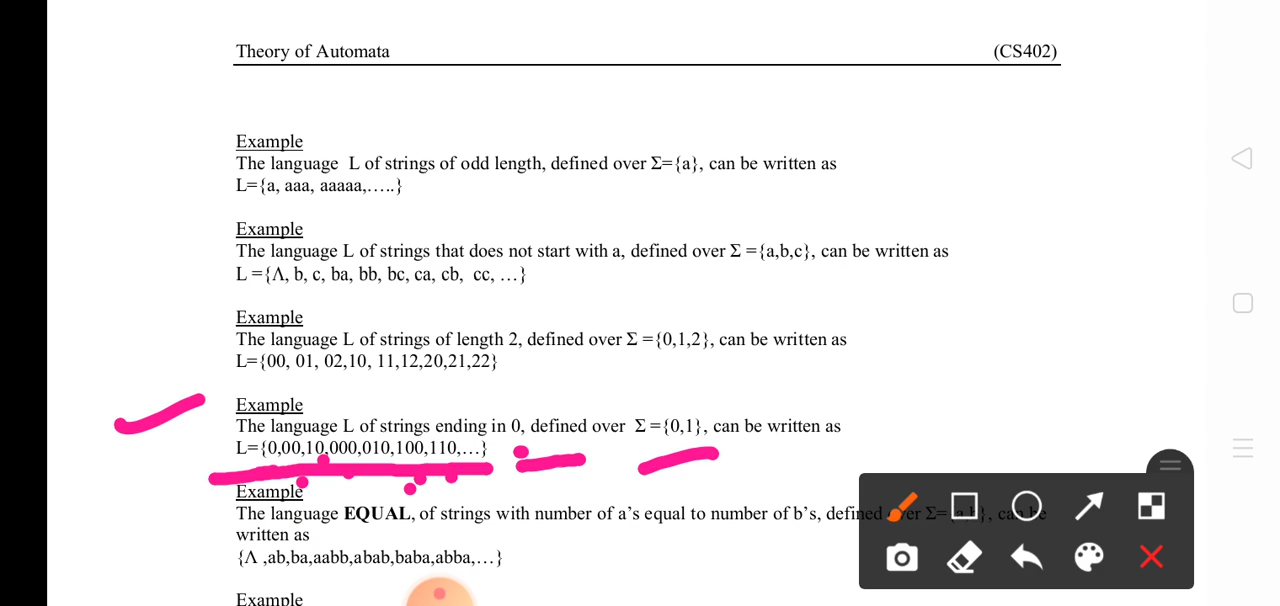 Theory of Automata (CS402)
Example
The language L of strings of odd length, defined over Σ={a}, can be written as
L={a, aaa, aaaaa,…..}
Example
The language L of strings that does not start with a, defined over Σ ={a,b,c}, can be written as
L ={Λ, b, c, ba, bb, bc, ca, cb, cc, …}
Example
The language L of strings of length 2, defined over Σ ={0,1,2}, can be written as
L={00, 01, 02,10, 11,12,20,21,22}
Example
The language L of strings ending in 0, defined over Σ ={0,1}, can be written as
L={0,00,10,000,010,100,110,…}
Example
The language EQUAL, of strings with number of a’s equal to number of b’s, defined over Σ={a,b}, can be
written as
{Λ ,ab,ba,aabb,abab,baba,abba,…}
Example